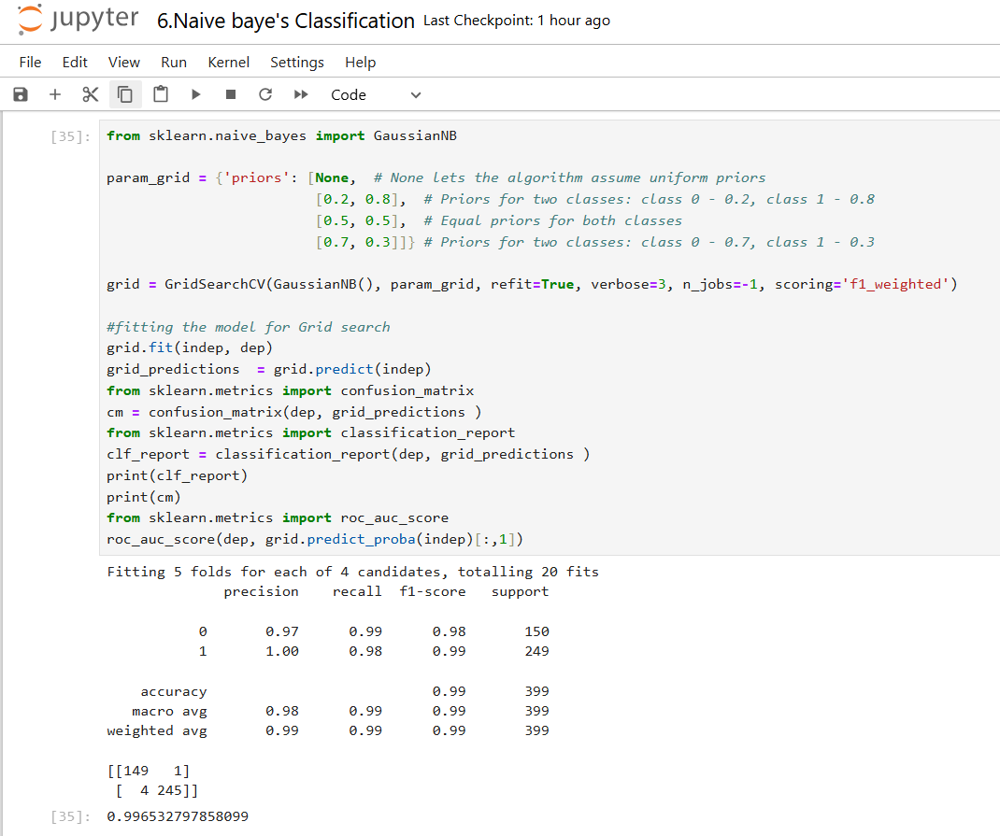 jupyter 6.Naive baye's Classification Last Checkpoint: 1 hour ago
File Edit View Run Kernel Settings Help
Code
[35]: from sklearn.naive_bayes import GaussianNB
param_grid = {'priors': [None,  # None lets the algorithm assume uniform priors
[0.2, 0.8],  # Priors for two classes: class 0 - 0.2, class 1 - 0.8
[0.5, 0.5],  # Equal priors for both classes
[0.7, 0.3]]} # Priors for two classes: class 0 - 0.7, class 1 - 0.3
grid = GridSearchCV(GaussianNB(), param_grid, refit=True, verbose=3, n_jobs=-1, scoring='f1_weighted')
#fitting the model for Grid search
grid.fit(indep, dep)
grid_predictions  = grid.predict(indep)
from sklearn.metrics import confusion_matrix
cm = confusion_matrix(dep, grid_predictions )
from sklearn.metrics import classification_report
clf_report = classification_report(dep, grid_predictions )
print(clf_report)
print(cm)
from sklearn.metrics import roc_auc_score
roc_auc_score(dep, grid.predict_proba(indep)[:,1])
Fitting 5 folds for each of 4 candidates, totalling 20 fits
precision recall f1-score support
0 0.97 0.99 0.98 150
1 1.00 0.98 0.99 249
accuracy 0.99 399
macro avg 0.98 0.99 0.99 399
weighted avg 0.99 0.99 0.99 399
[[149   1]
[  4 245]]
[35]: 0.996532797858099